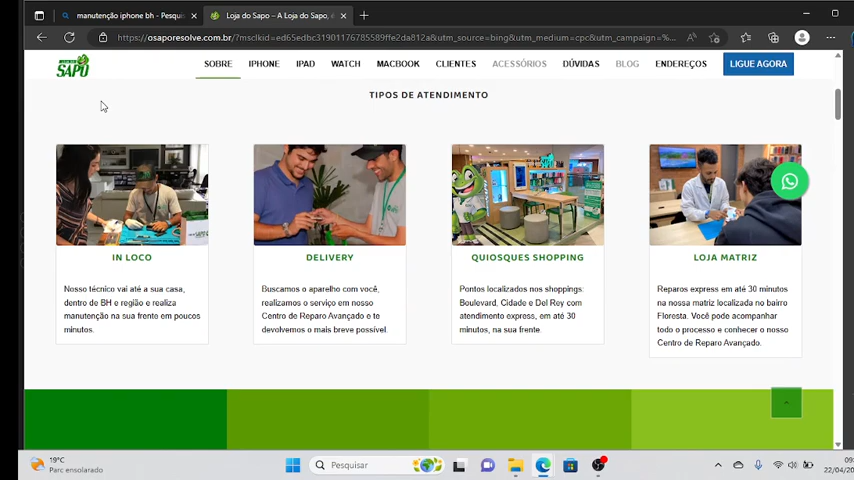 manutenção iphone bh - Pesquis
Loja do Sapo – A Loja do Sapo, é
https://osaporesolve.com.br/?msclkid=ed65edbc31901176785589ffe2da812a&utm_source=bing&utm_medium=cpc&utm_campaign=%...
SAPO
SOBRE
IPHONE
IPAD
WATCH
MACBOOK
CLIENTES
ACESSÓRIOS
DÚVIDAS
BLOG
ENDEREÇOS
LIGUE AGORA
TIPOS DE ATENDIMENTO
IN LOCO
Nosso técnico vai até a sua casa,
dentro de BH e região e realiza
manutenção na sua frente em poucos
minutos.
DELIVERY
Buscamos o aparelho com você,
realizamos o serviço em nosso
Centro de Reparo Avançado e te
devolvemos o mais breve possível.
QUIOSQUES SHOPPING
Pontos localizados nos shoppings:
Boulevard, Cidade e Del Rey com
atendimento express, em até 30
minutos, na sua frente.
LOJA MATRIZ
Reparos express em até 30 minutos
na nossa matriz localizada no bairro
Floresta. Você pode acompanhar
todo o processo e conhecer o nosso
Centro de Reparo Avançado.
19°C
Parc ensolarado
Pesquisar
09:
22/04/20